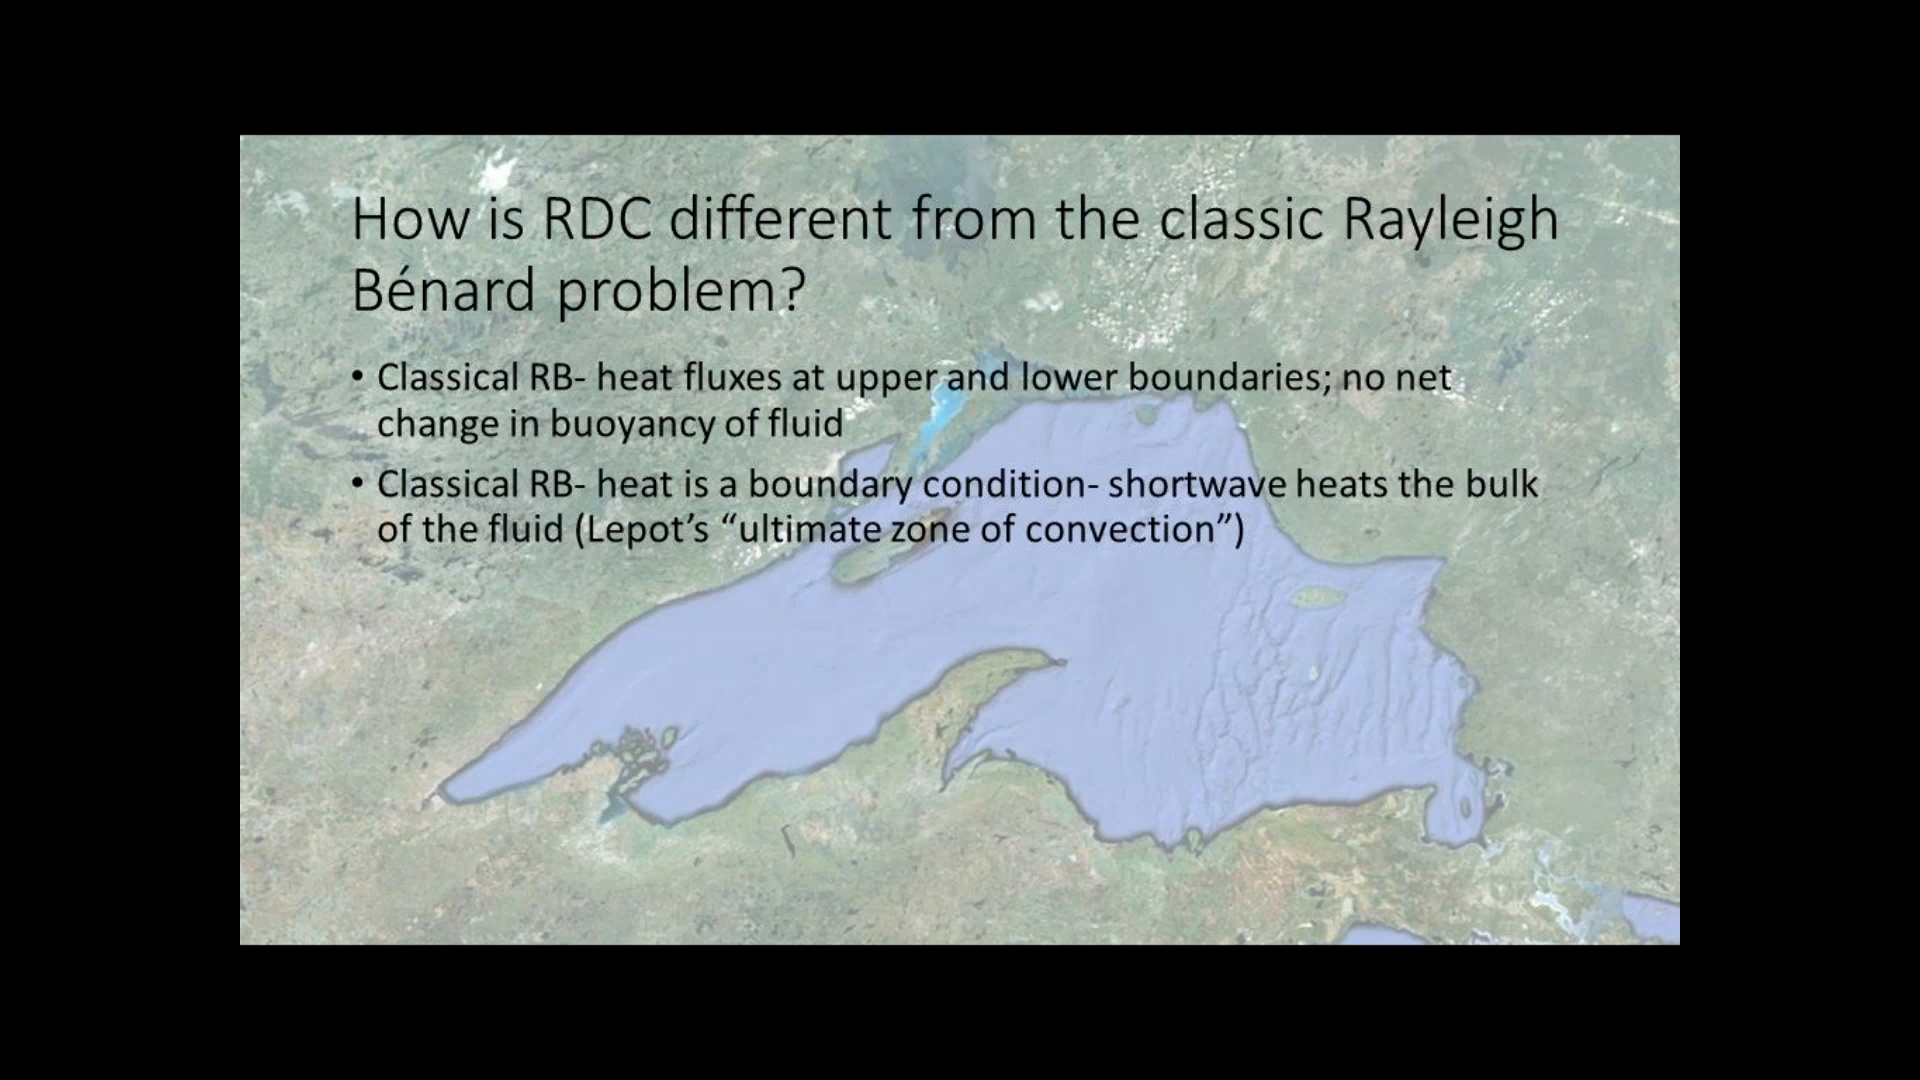 How is RDC different from the classic Rayleigh
Bénard problem?
• Classical RB- heat fluxes at upper and lower boundaries; no net
change in buoyancy of fluid
• Classical RB- heat is a boundary condition- shortwave heats the bulk
of the fluid (Lepot’s “ultimate zone of convection”)